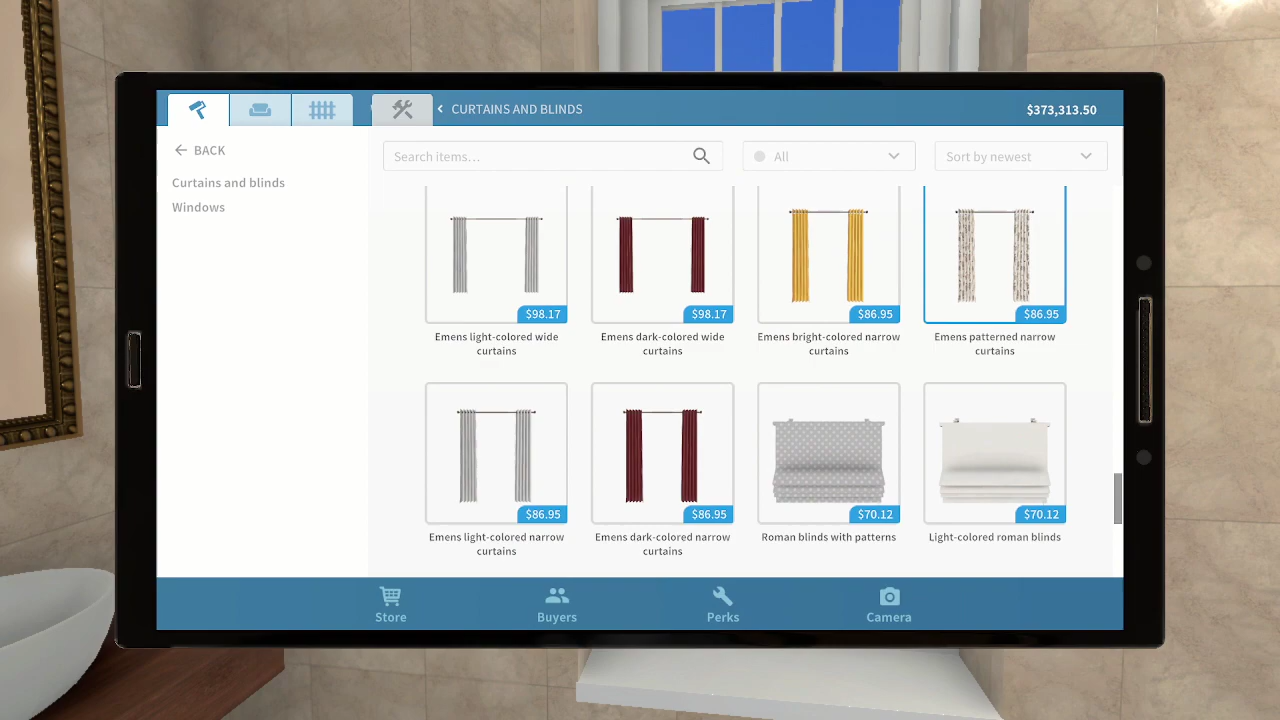 CURTAINS AND BLINDS
$373,313.50
BACK
Search items...
All
Sort by newest
Curtains and blinds
Windows
$98.17
$98.17
$86.95
$86.95
Emens light-colored wide
curtains
Emens dark-colored wide
curtains
Emens bright-colored narrow
curtains
Emens patterned narrow
curtains
$86.95
$86.95
$70.12
$70.12
Emens light-colored narrow
curtains
Emens dark-colored narrow
curtains
Roman blinds with patterns
Light-colored roman blinds
Store
Buyers
Perks
Camera